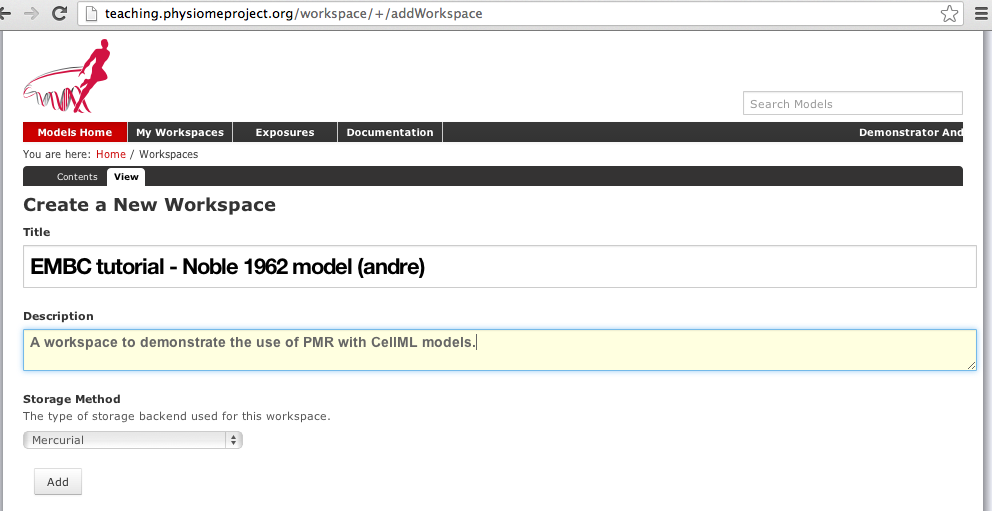 teaching.physiomeproject.org/workspace/+/addWorkspace
Search Models
Models Home My Workspaces Exposures Documentation Demonstrator And
You are here: Home / Workspaces
Contents View
Create a New Workspace
Title
EMBC tutorial - Noble 1962 model (andre)
Description
A workspace to demonstrate the use of PMR with CellML models.
Storage Method
The type of storage backend used for this workspace.
Mercurial
Add